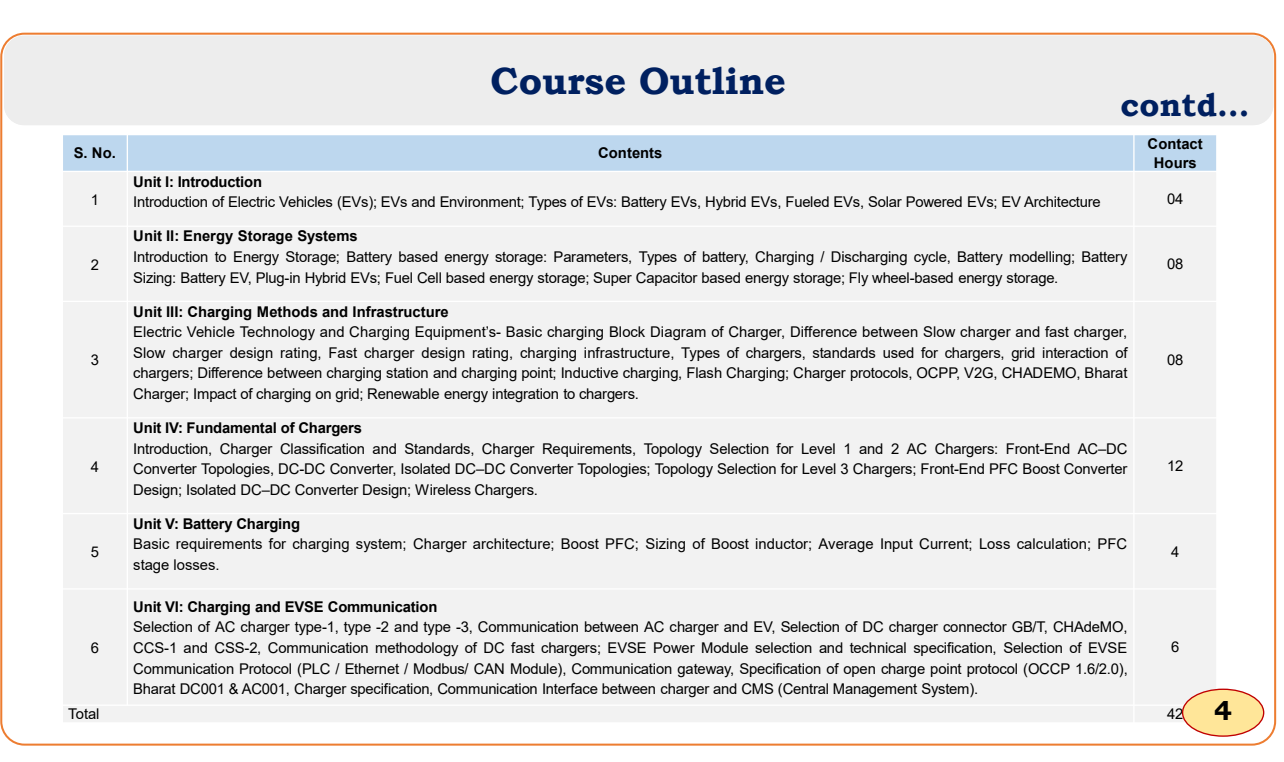 Course Outline
contd...
S. No.
Contents
Contact
Hours
1
Unit I: Introduction
Introduction of Electric Vehicles (EVs); EVs and Environment; Types of EVs: Battery EVs, Hybrid EVs, Fueled EVs, Solar Powered EVs; EV Architecture
04
2
Unit II: Energy Storage Systems
Introduction to Energy Storage; Battery based energy storage: Parameters, Types of battery, Charging / Discharging cycle, Battery modelling; Battery
Sizing: Battery EV, Plug-in Hybrid EVs; Fuel Cell based energy storage; Super Capacitor based energy storage; Fly wheel-based energy storage.
08
3
Unit III: Charging Methods and Infrastructure
Electric Vehicle Technology and Charging Equipment's- Basic charging Block Diagram of Charger, Difference between Slow charger and fast charger,
Slow charger design rating, Fast charger design rating, charging infrastructure, Types of chargers, standards used for chargers, grid interaction of
chargers; Difference between charging station and charging point; Inductive charging, Flash Charging; Charger protocols, OCPP, V2G, CHADEMO, Bharat
Charger; Impact of charging on grid; Renewable energy integration to chargers.
08
4
Unit IV: Fundamental of Chargers
Introduction, Charger Classification and Standards, Charger Requirements, Topology Selection for Level 1 and 2 AC Chargers: Front-End AC–DC
Converter Topologies, DC-DC Converter, Isolated DC–DC Converter Topologies; Topology Selection for Level 3 Chargers; Front-End PFC Boost Converter
Design; Isolated DC–DC Converter Design; Wireless Chargers.
12
5
Unit V: Battery Charging
Basic requirements for charging system; Charger architecture; Boost PFC; Sizing of Boost inductor; Average Input Current; Loss calculation; PFC
stage losses.
4
6
Unit VI: Charging and EVSE Communication
Selection of AC charger type-1, type -2 and type -3, Communication between AC charger and EV, Selection of DC charger connector GB/T, CHAdeMO,
CCS-1 and CSS-2, Communication methodology of DC fast chargers; EVSE Power Module selection and technical specification, Selection of EVSE
Communication Protocol (PLC / Ethernet / Modbus/ CAN Module), Communication gateway, Specification of open charge point protocol (OCCP 1.6/2.0),
Bharat DC001 & AC001, Charger specification, Communication Interface between charger and CMS (Central Management System).
6
Total
42
4